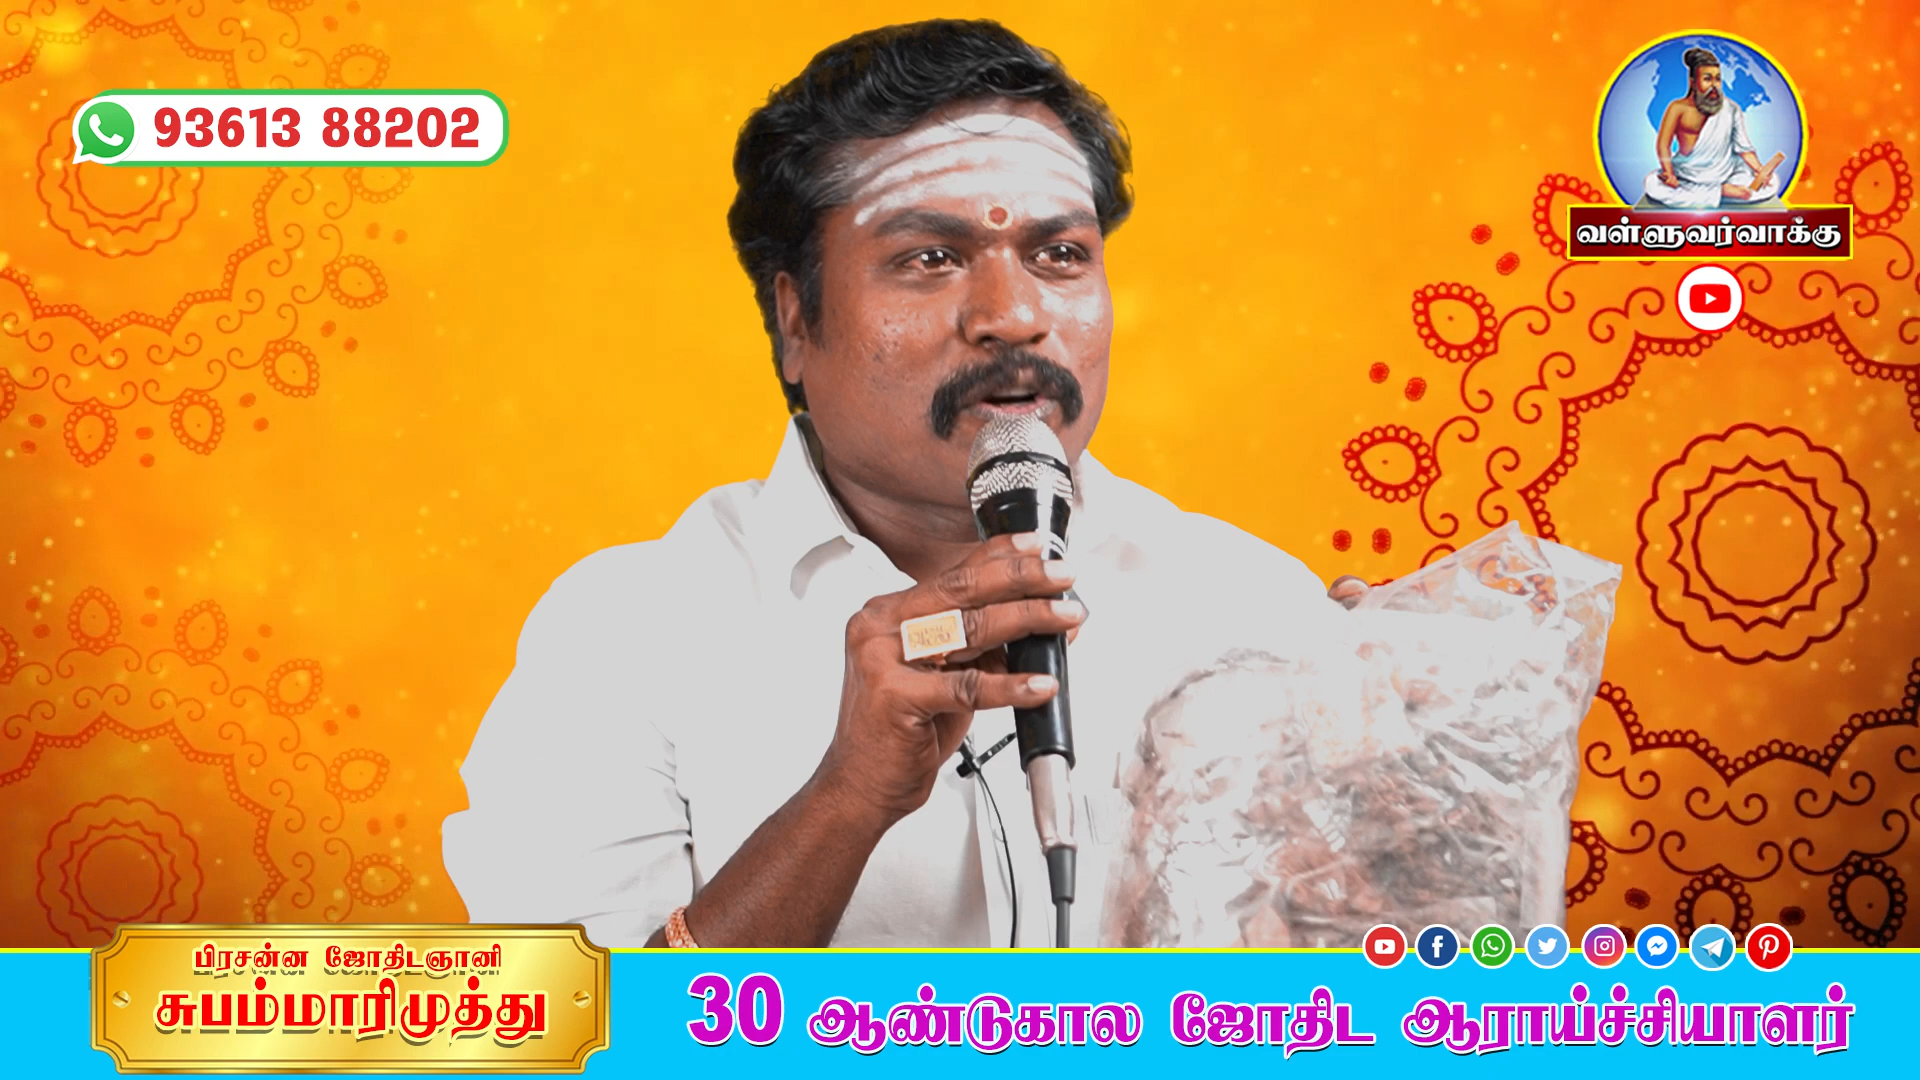 93613 88202
வள்ளுவர்வாக்கு
பிரசன்ன ஜோதிடஞானி
சுபம்மாரிமுத்து
30 ஆண்டுகால ஜோதிட ஆராய்ச்சியாளர்